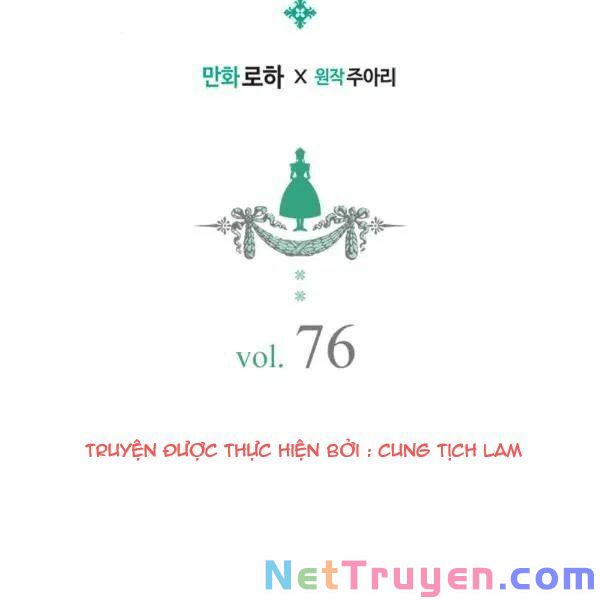 만화 로하 x 원작 주아리
vol. 76
TRUYỆN ĐƯỢC THỰC HIỆN BỞI : CUNG TỊCH LAM
NetTruyen.com